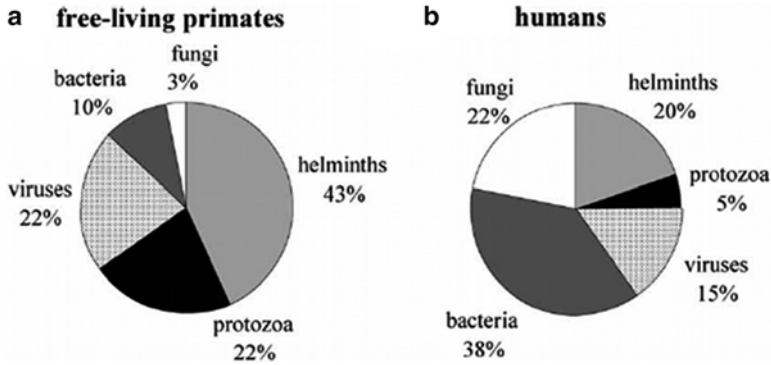 a free-living primates
fungi
3%
bacteria
10%
helminths
43%
viruses
22%
protozoa
22%
b humans
fungi
22%
helminths
20%
protozoa
5%
viruses
15%
bacteria
38%